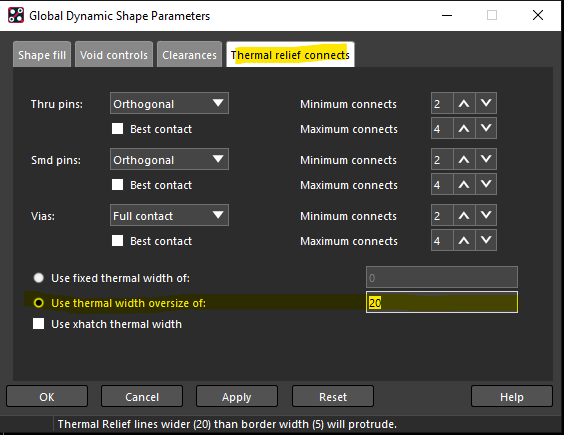 Global Dynamic Shape Parameters
Shape fill Void controls Clearances Thermal relief connects
Thru pins: Orthogonal Minimum connects 2
Best contact Maximum connects 4
Smd pins: Orthogonal Minimum connects 2
Best contact Maximum connects 4
Vias: Full contact Minimum connects 2
Best contact Maximum connects 4
Use fixed thermal width of: 0
Use thermal width oversize of: 20
Use xhatch thermal width
OK Cancel Apply Reset Help
Thermal Relief lines wider (20) than border width (5) will protrude.